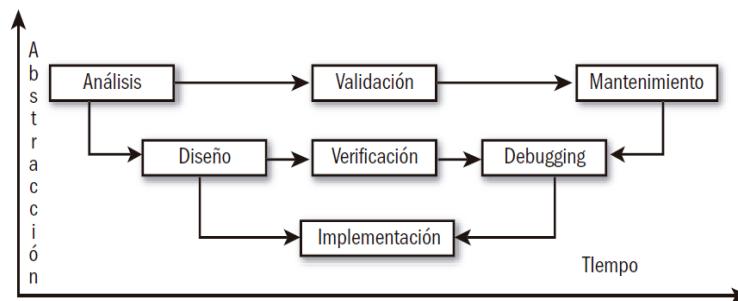 Abstracción
Análisis
Validación
Mantenimiento
Diseño
Verificación
Debugging
Implementación
TIempo